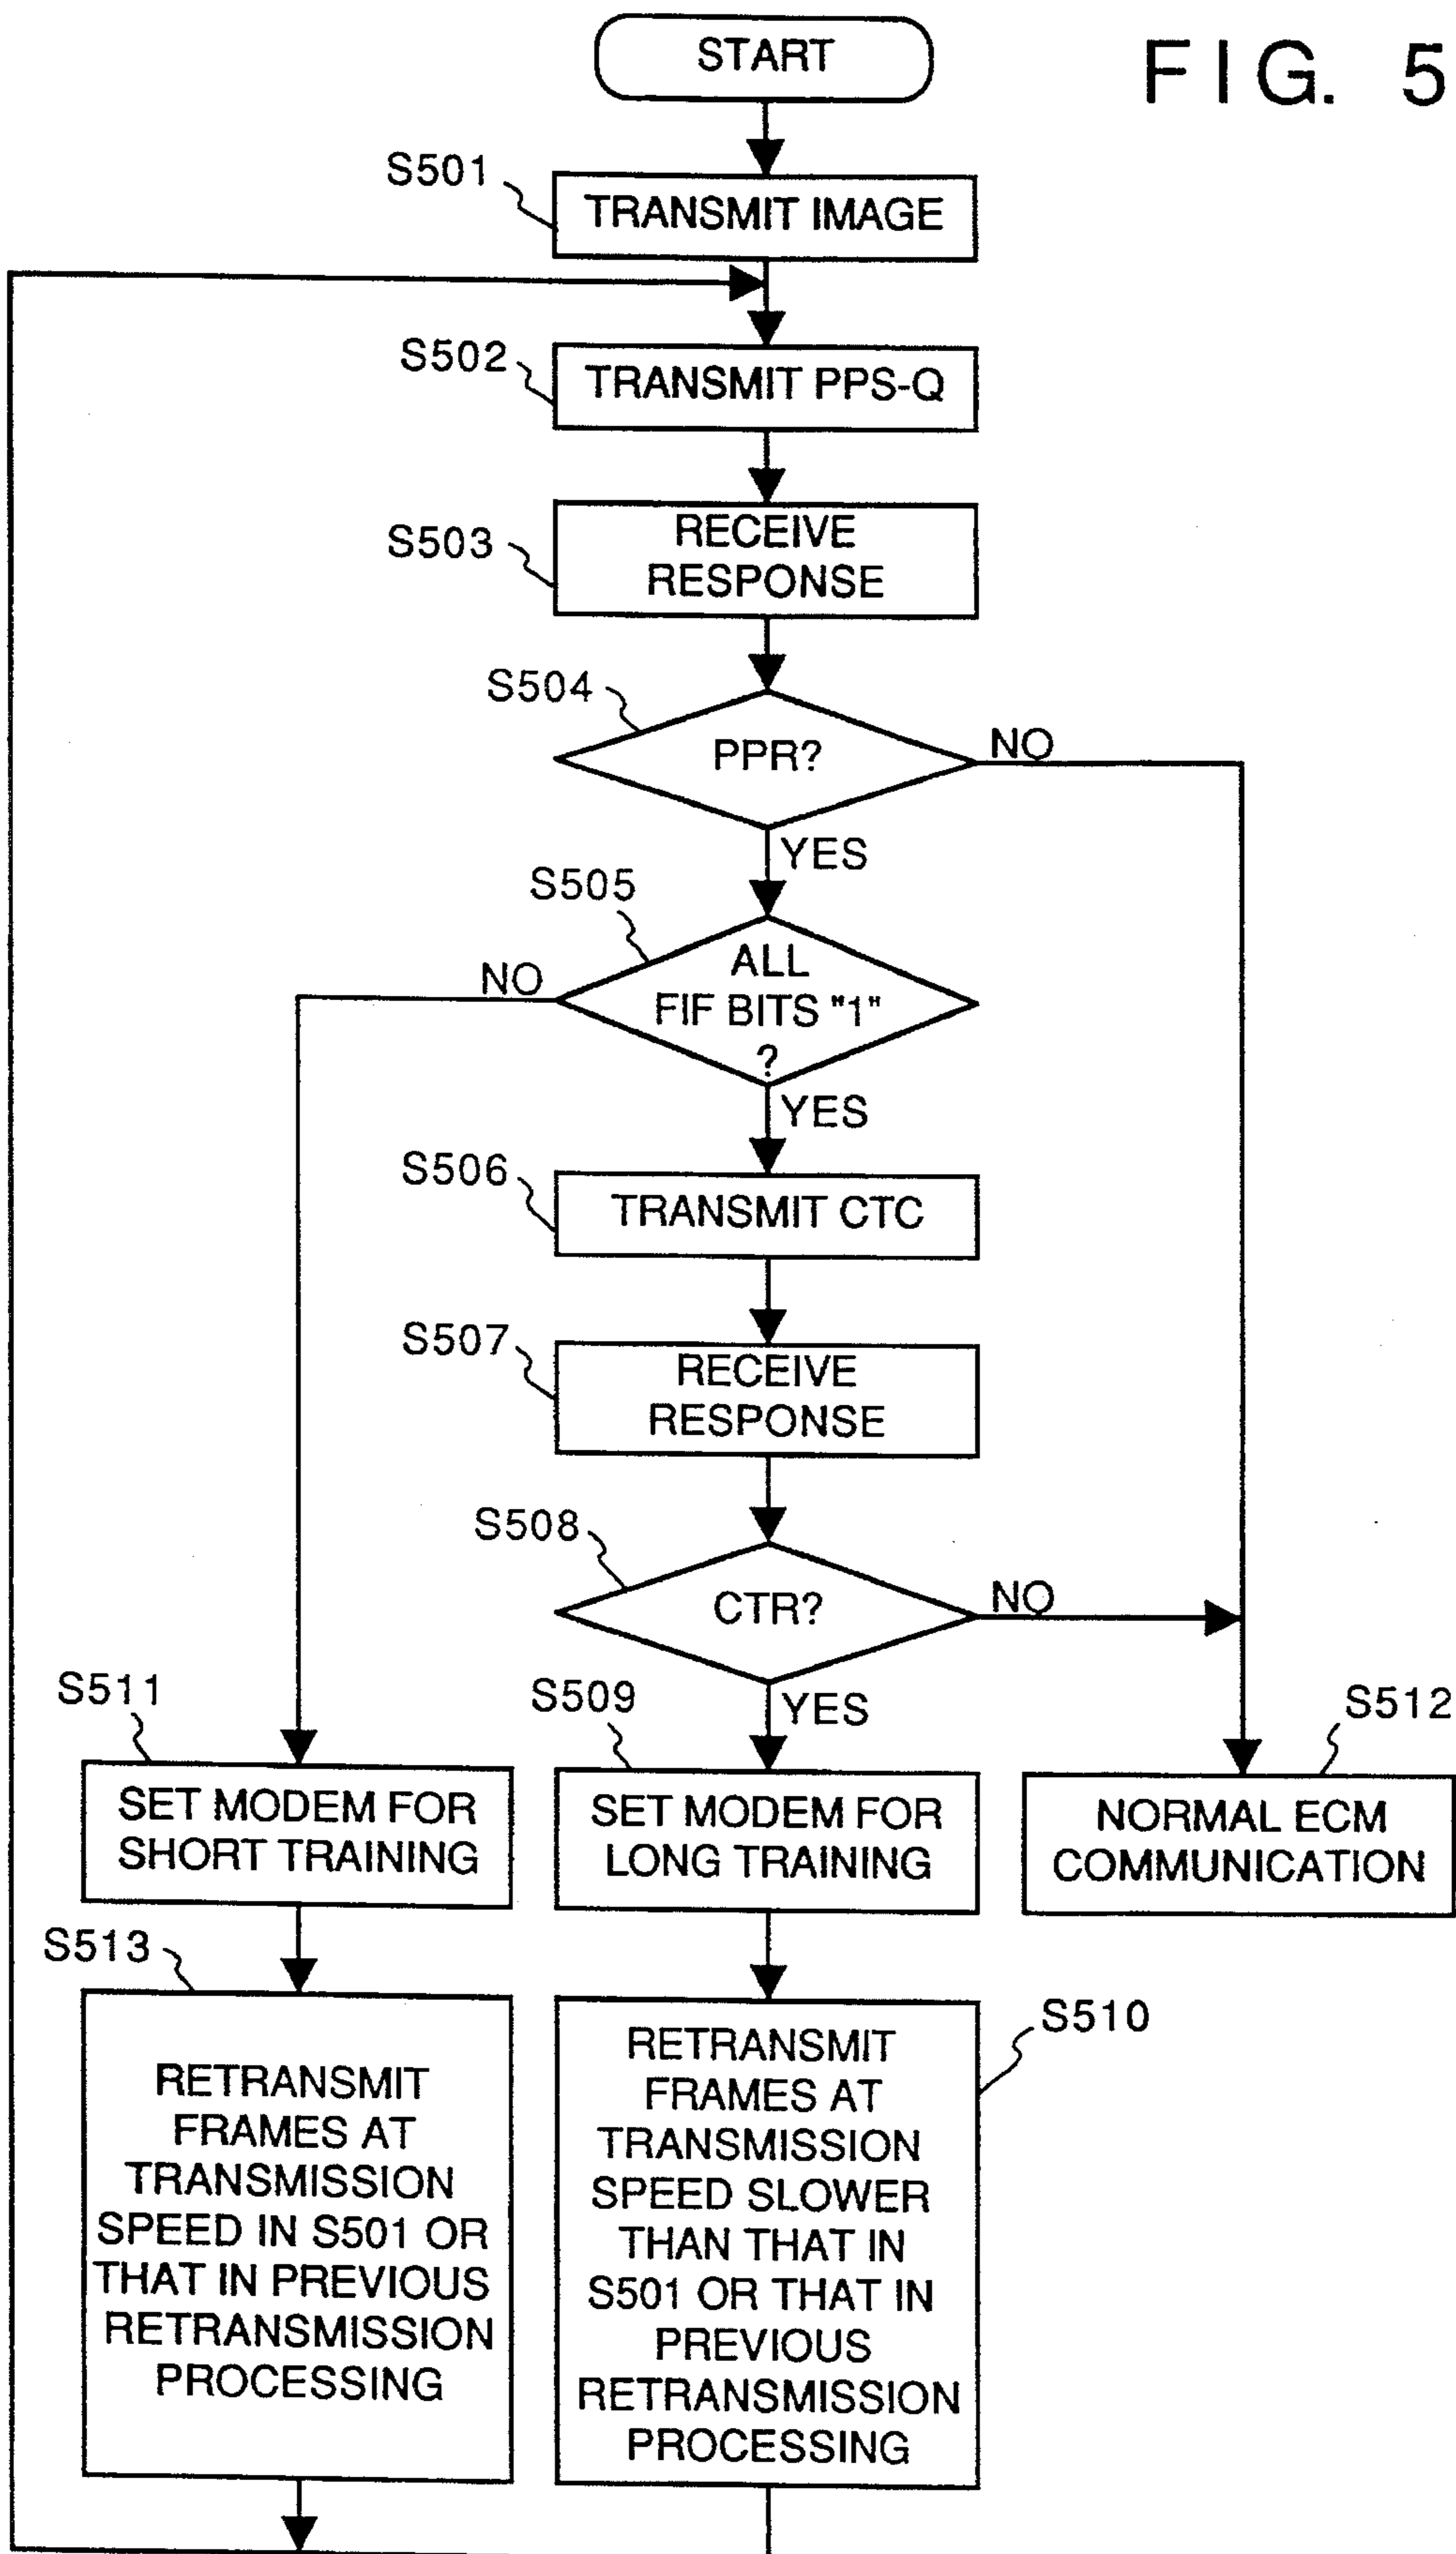 START
FIG. 5
S501
TRANSMIT IMAGE
S502
TRANSMIT PPS-Q
S503
RECEIVE
RESPONSE
S504
PPR?
NO
YES
S505
NO
ALL
FIF BITS "1"
?
YES
S506
TRANSMIT CTC
S507
RECEIVE
RESPONSE
S508
CTR?
NO
YES
S511
SET MODEM FOR
SHORT TRAINING
S509
SET MODEM FOR
LONG TRAINING
S512
NORMAL ECM
COMMUNICATION
S513
RETRANSMIT
FRAMES AT
TRANSMISSION
SPEED IN S501 OR
THAT IN PREVIOUS
RETRANSMISSION
PROCESSING
S510
RETRANSMIT
FRAMES AT
TRANSMISSION
SPEED SLOWER
THAN THAT IN
S501 OR THAT IN
PREVIOUS
RETRANSMISSION
PROCESSING